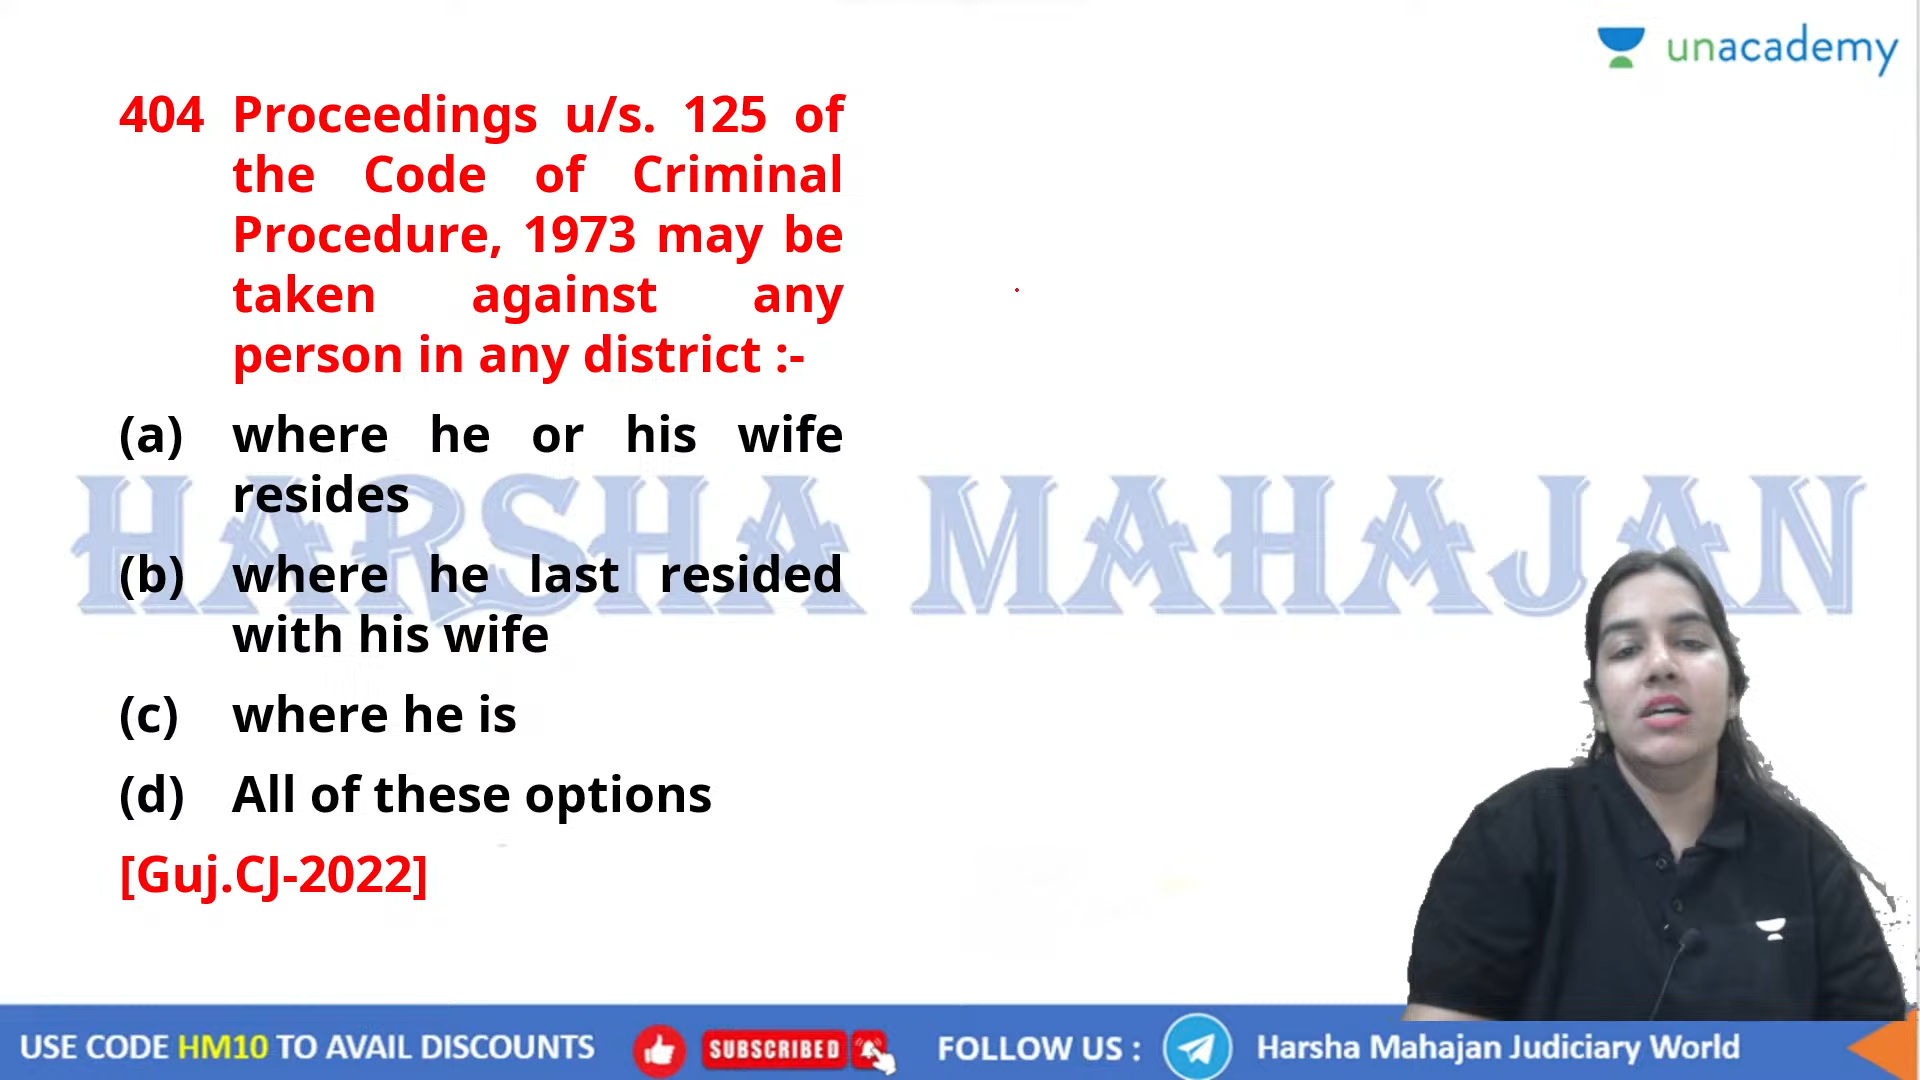 unacademy
404 Proceedings u/s. 125 of
the Code of Criminal
Procedure, 1973 may be
taken against any
person in any district :-
(a) where he or his wife
resides
HARSHA MAHAJAN
(b) where he last resided
with his wife
(c) where he is
(d) All of these options
[Guj.CJ-2022]
USE CODE HM10 TO AVAIL DISCOUNTS
SUBSCRIBED
FOLLOW US :
Harsha Mahajan Judiciary World